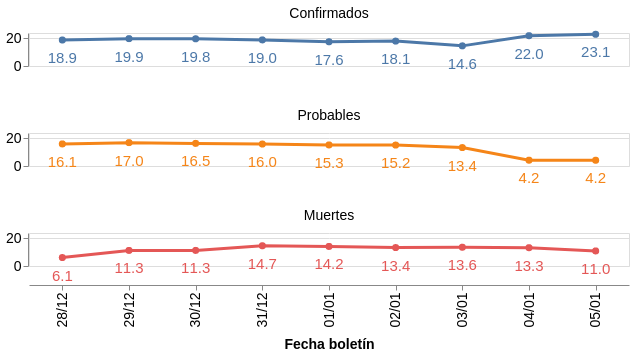 Confirmados
20
0
18.9 19.9 19.8 19.0 17.6 18.1 14.6 22.0 23.1
Probables
20
0
16.1 17.0 16.5 16.0 15.3 15.2 13.4 4.2 4.2
Muertes
20
0
6.1 11.3 11.3 14.7 14.2 13.4 13.6 13.3 11.0
28/12 29/12 30/12 31/12 01/01 02/01 03/01 04/01 05/01
Fecha boletín